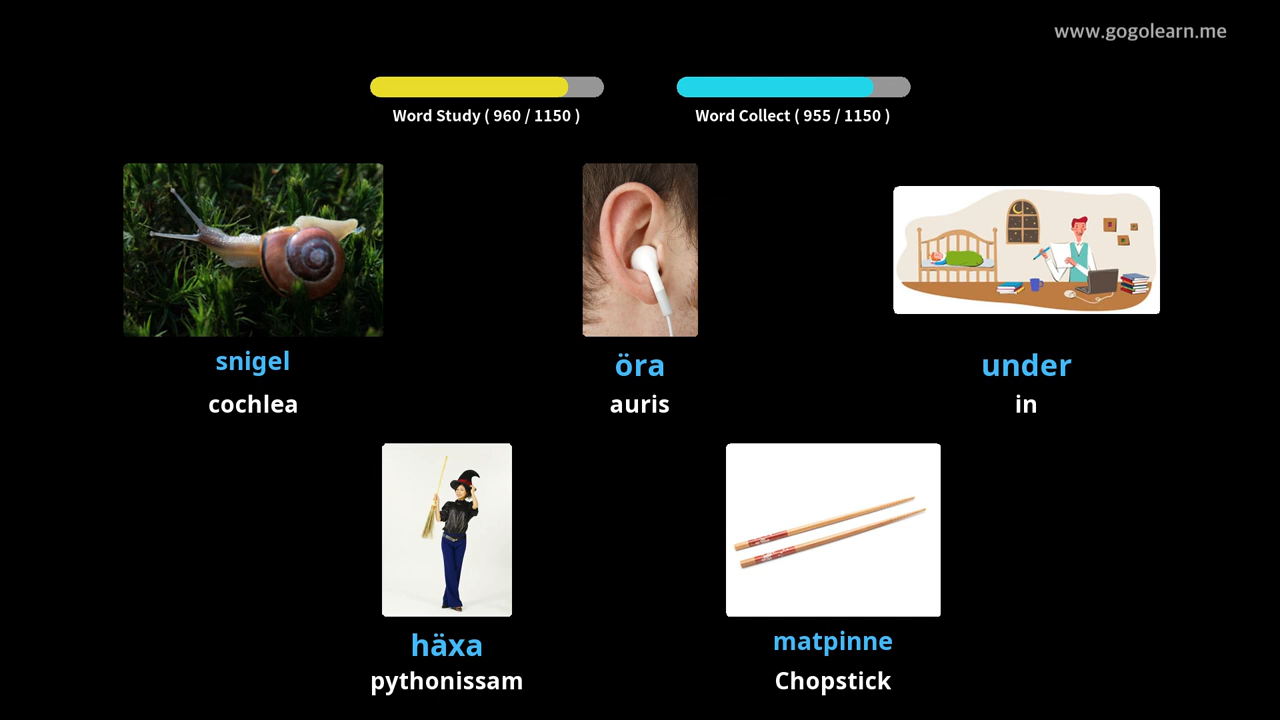 www.gogolearn.me
Word Study ( 960 / 1150 )
Word Collect ( 955 / 1150 )
snigel
cochlea
öra
auris
under
in
häxa
pythonissam
matpinne
Chopstick